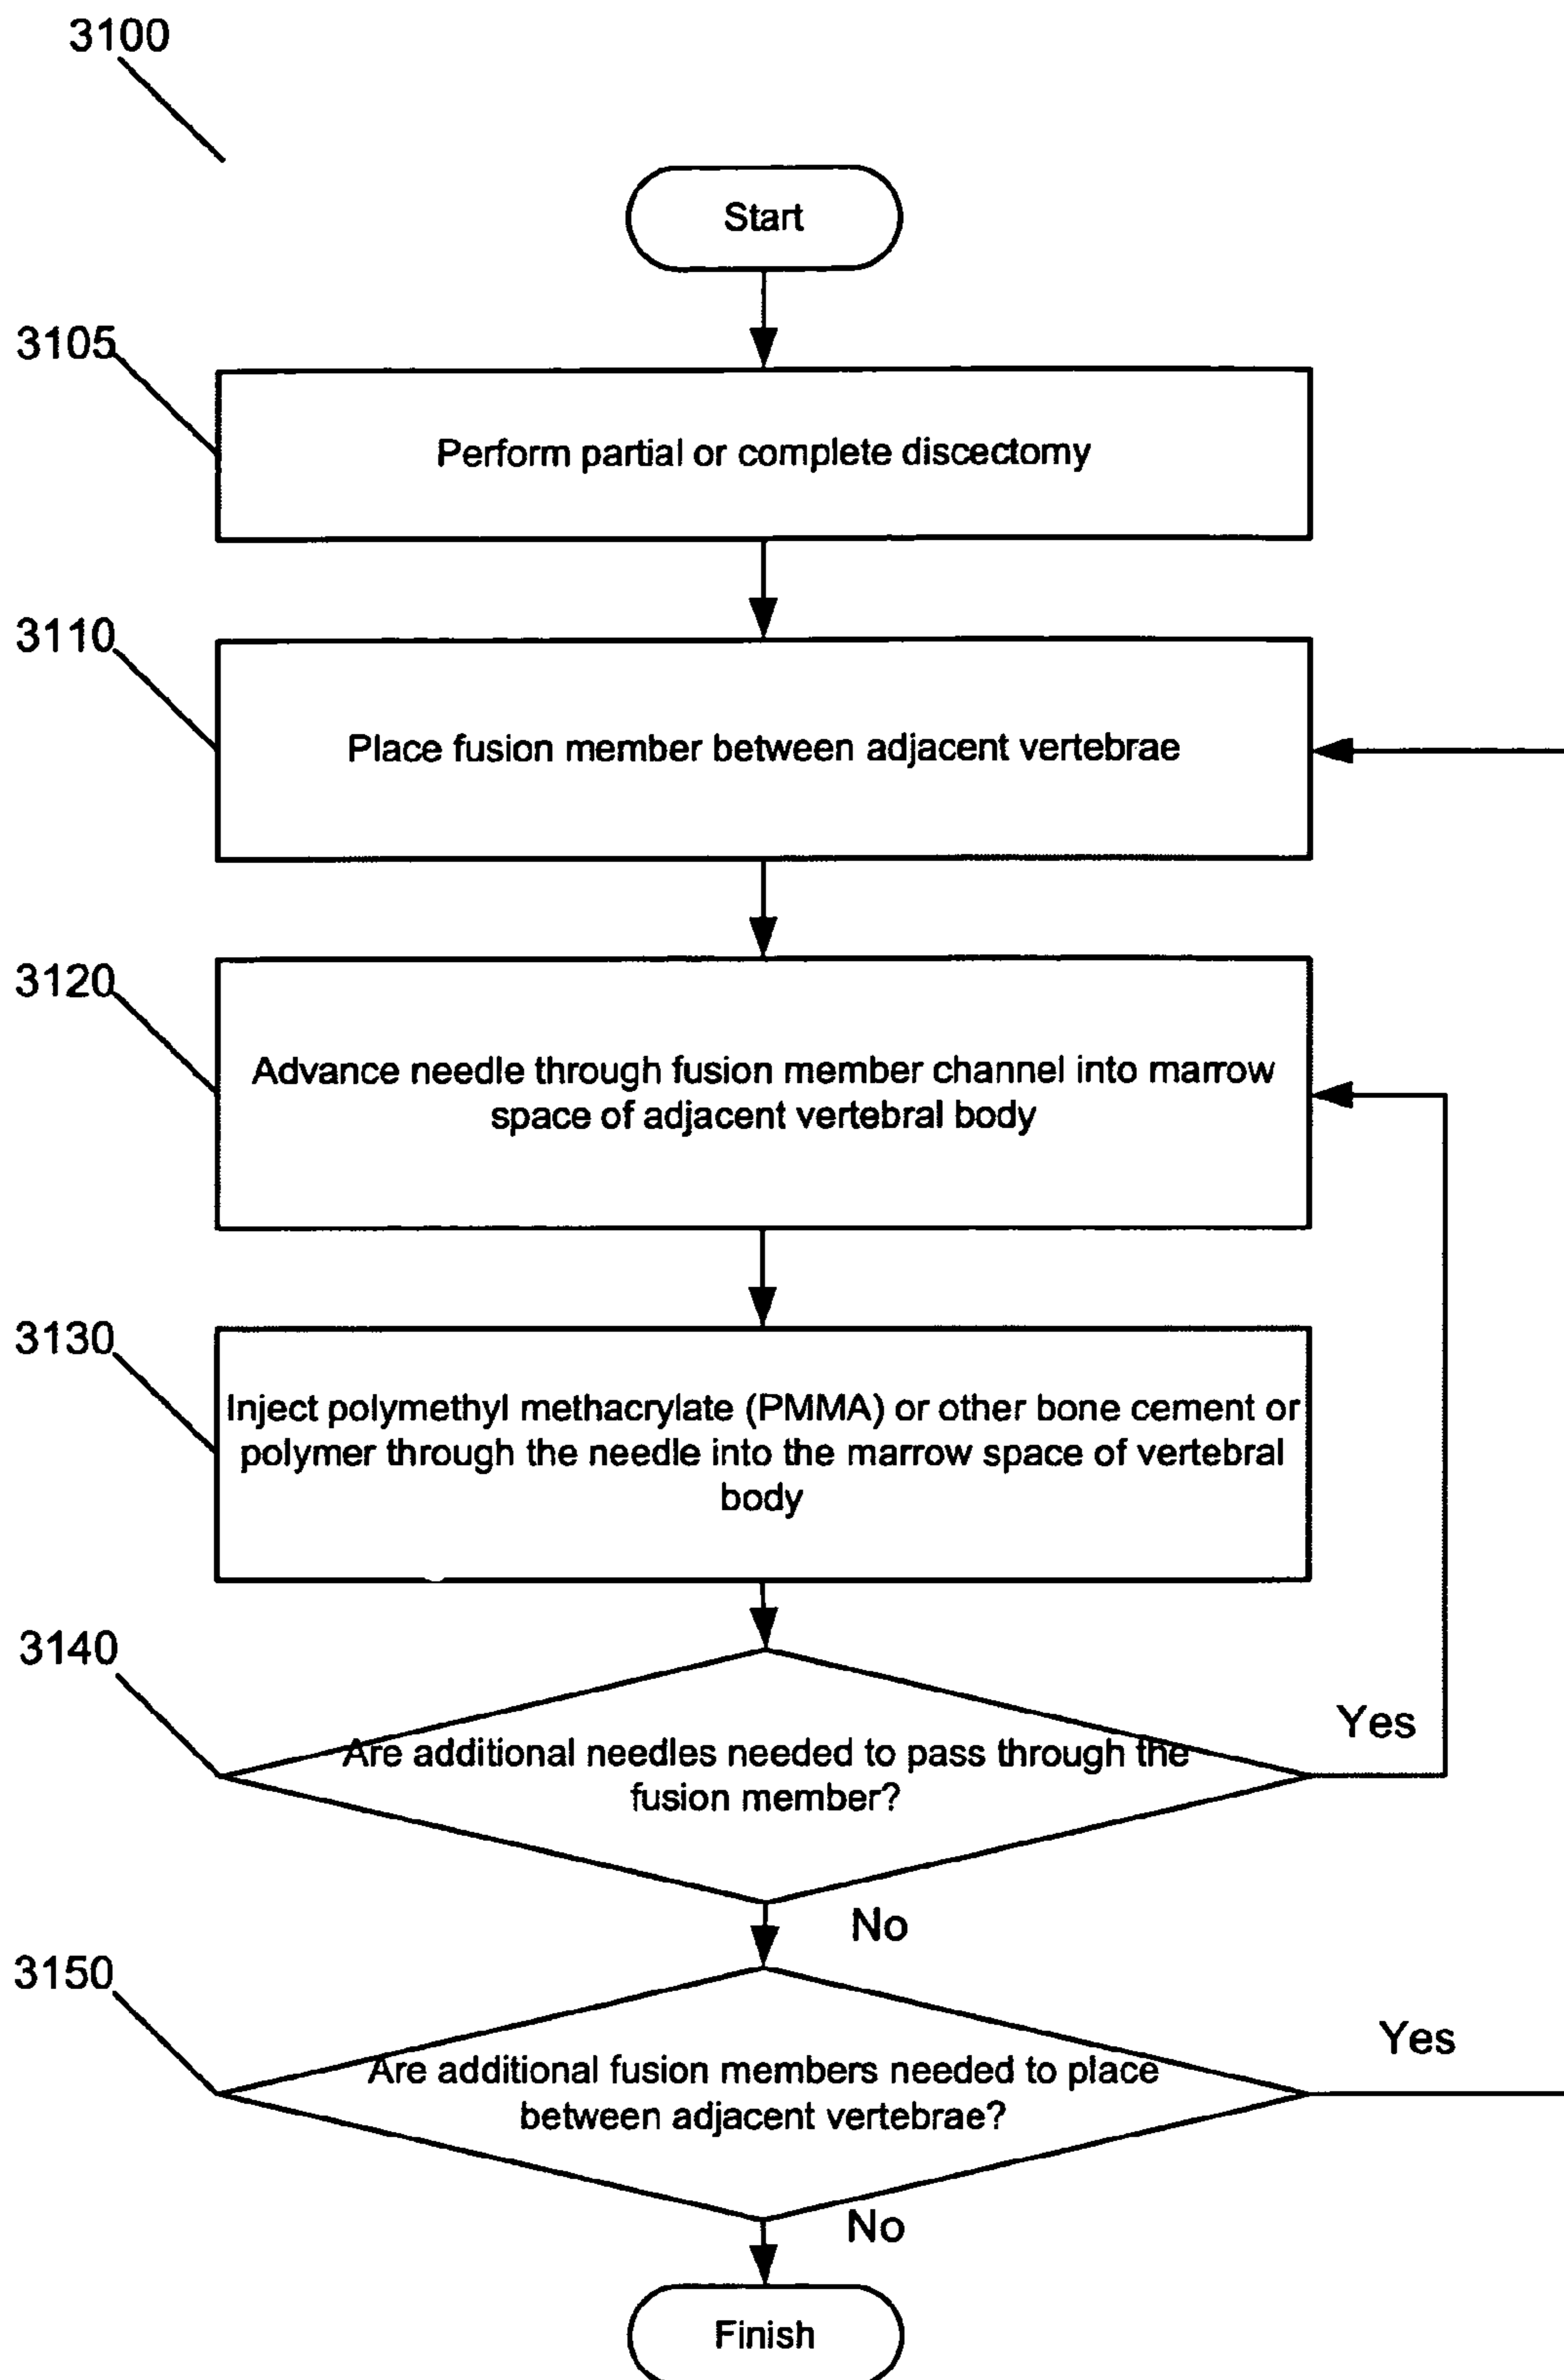 3100
Start
3105
Perform partial or complete discectomy
3110
Place fusion member between adjacent vertebrae
3120
Advance needle through fusion member channel into marrow
space of adjacent vertebral body
3130
Inject polymethyl methacrylate (PMMA) or other bone cement or
polymer through the needle into the marrow space of vertebral
body
3140
Yes
Are additional needles needed to pass through the
fusion member?
No
3150
Yes
Are additional fusion members needed to place
between adjacent vertebrae?
No
Finish